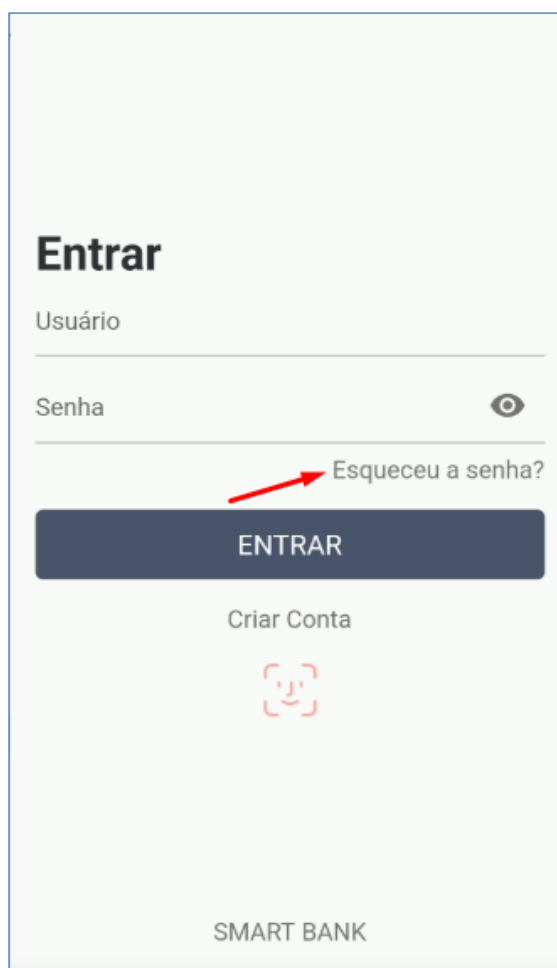 Entrar
Usuário
Senha
Esqueceu a senha?
ENTRAR
Criar Conta
SMART BANK